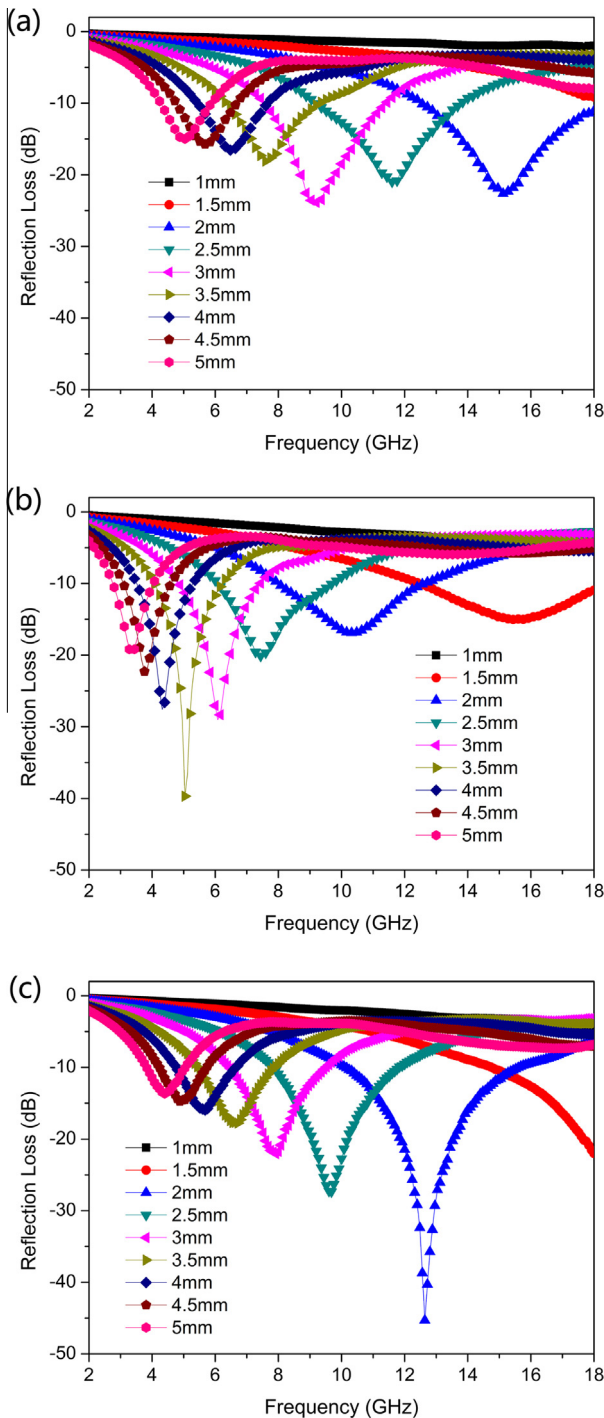 (a)
0
-10
-20
-30
-40
-50
Reflection Loss (dB)
1mm
1.5mm
2mm
2.5mm
3mm
3.5mm
4mm
4.5mm
5mm
2 4 6 8 10 12 14 16 18
Frequency (GHz)
(b)
0
-10
-20
-30
-40
-50
Reflection Loss (dB)
1mm
1.5mm
2mm
2.5mm
3mm
3.5mm
4mm
4.5mm
5mm
2 4 6 8 10 12 14 16 18
Frequency (GHz)
(c)
0
-10
-20
-30
-40
-50
Reflection Loss (dB)
1mm
1.5mm
2mm
2.5mm
3mm
3.5mm
4mm
4.5mm
5mm
2 4 6 8 10 12 14 16 18
Frequency (GHz)